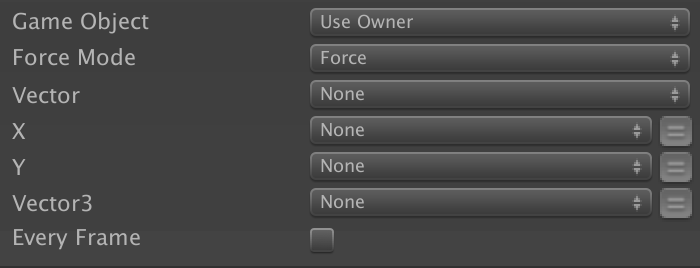 Game Object Use Owner
Force Mode Force
Vector None
X None
Y None
Vector3 None
Every Frame